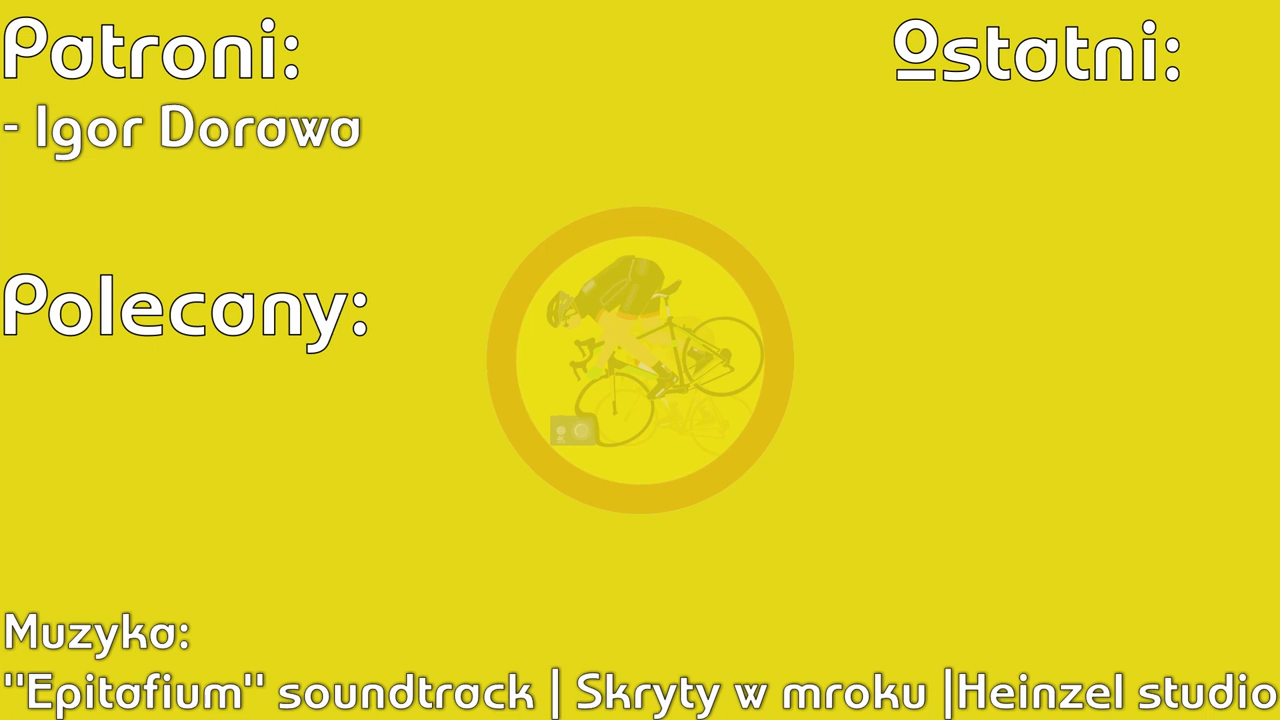 Patroni:
- Igor Dorawa
Ostatni:
Polecany:
Muzyka:
"Epitafium" soundtrack | Skryty w mroku |Heinzel studio